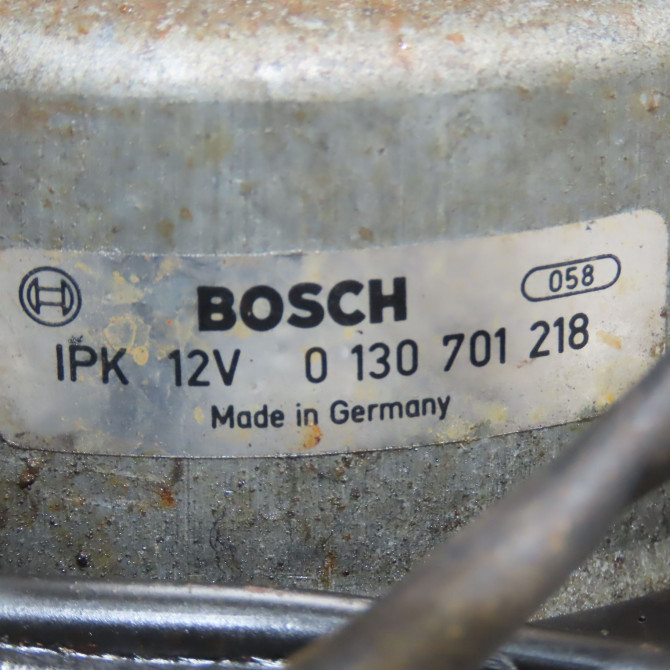 BOSCH 058
IPK 12V 0 130 701 218
Made in Germany